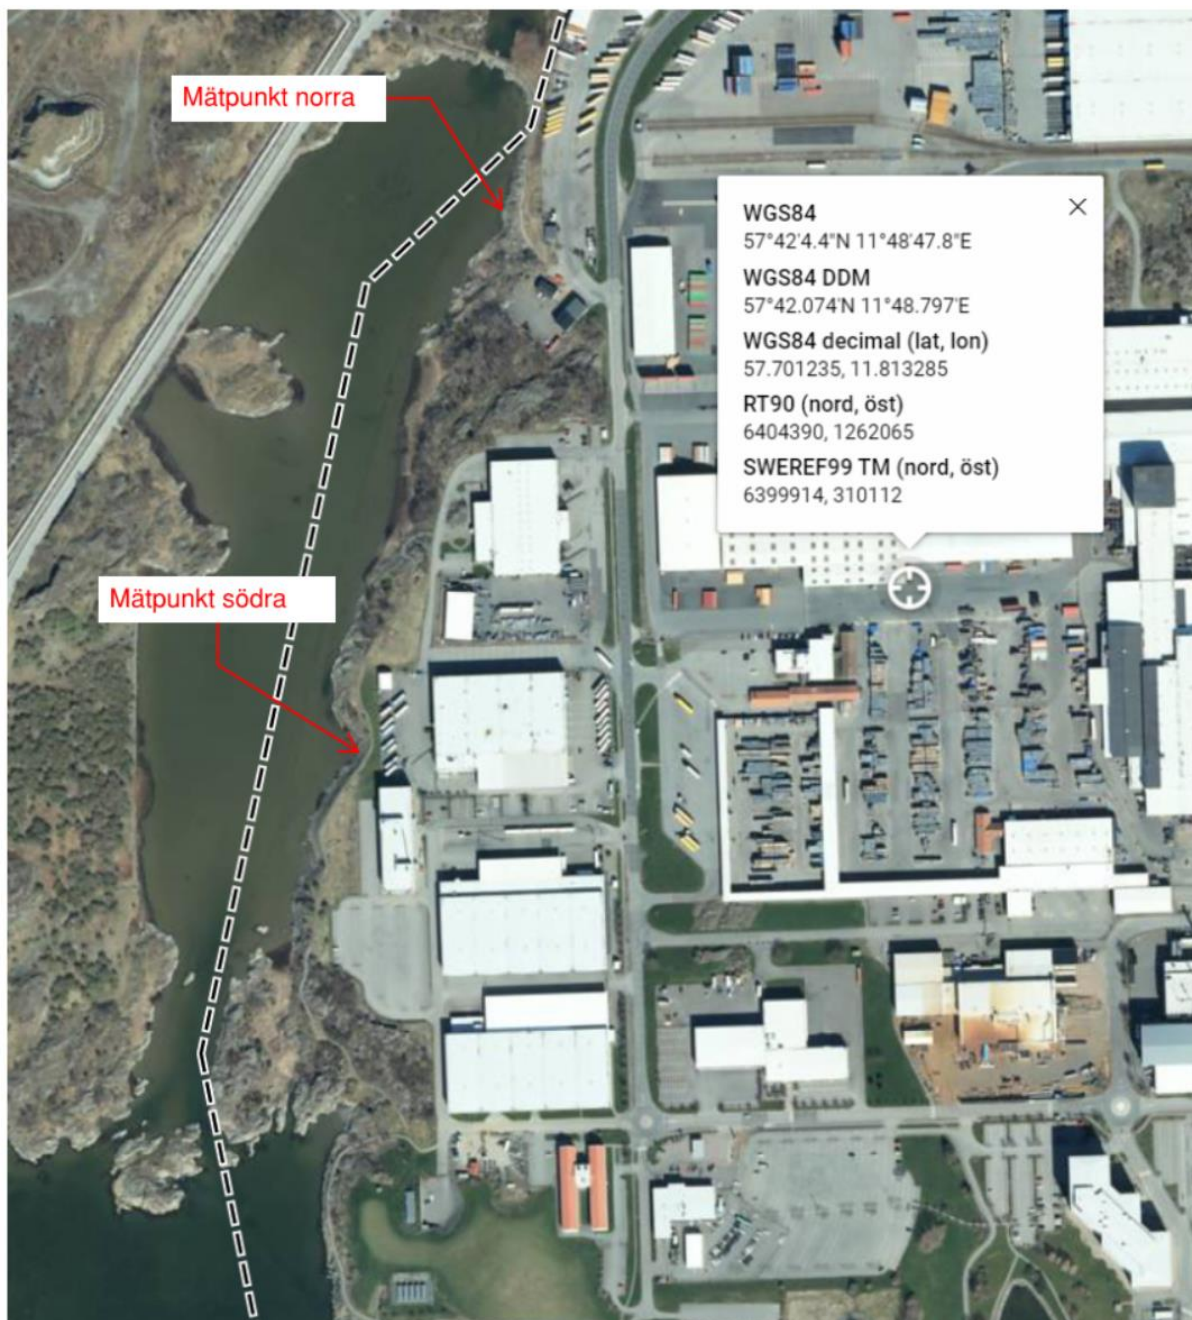 Mätpunkt norra
WGS84
57°42'4.4"N 11°48'47.8"E
WGS84 DDM
57°42.074'N 11°48.797'E
WGS84 decimal (lat, lon)
57.701235, 11.813285
RT90 (nord, öst)
6404390, 1262065
SWEREF99 TM (nord, öst)
6399914, 310112
Mätpunkt södra